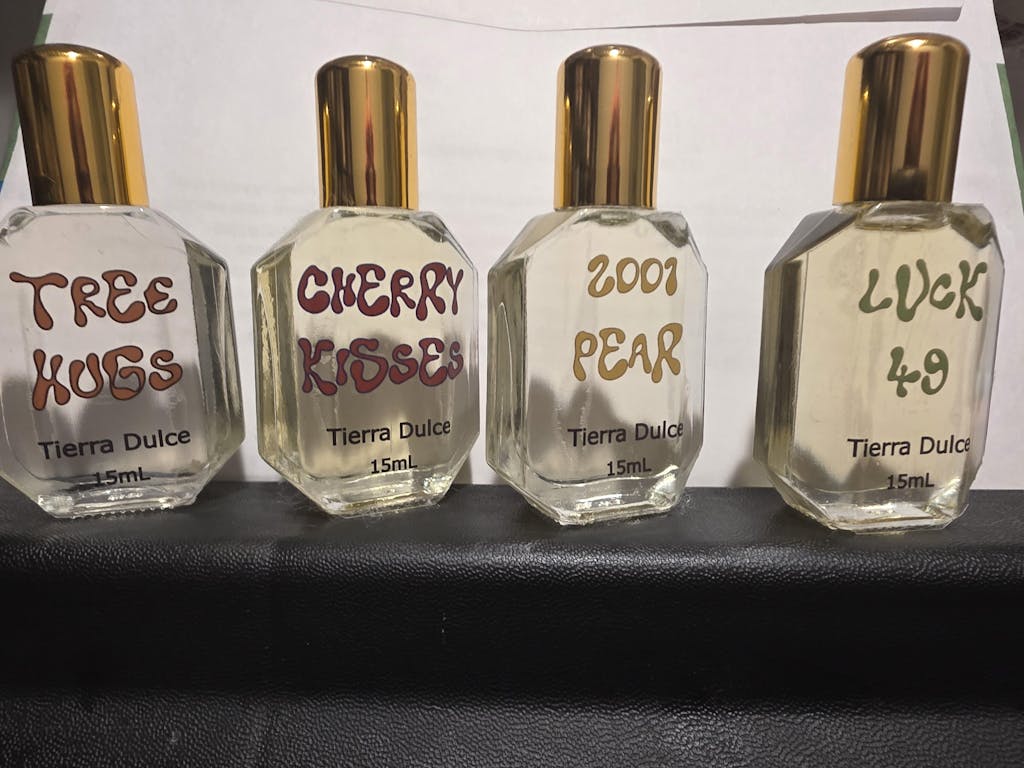 TREE
HUGS
Tierra Dulce
15mL
CHERRY
KISSES
Tierra Dulce
15mL
2001
PEAR
Tierra Dulce
15mL
LUCK
49
Tierra Dulce
15mL